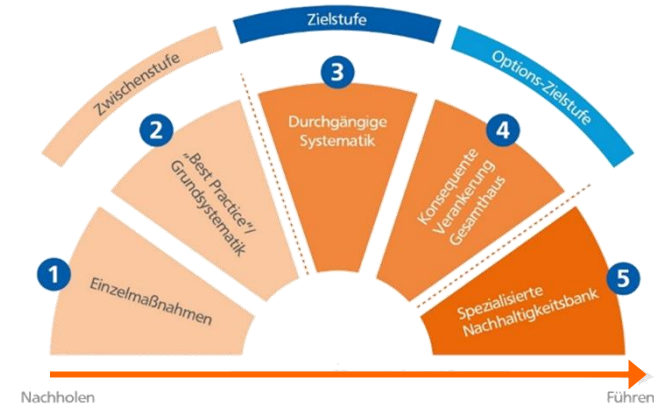 Zwischenstufe
Zielstufe
Options-Zielstufe
1
Einzelmaßnahmen
2
„Best Practice“/
Grundsystematik
3
Durchgängige
Systematik
4
Konsequente
Verankerung
Gesamthaus
5
Spezialisierte
Nachhaltigkeitsbank
Nachholen
Führen